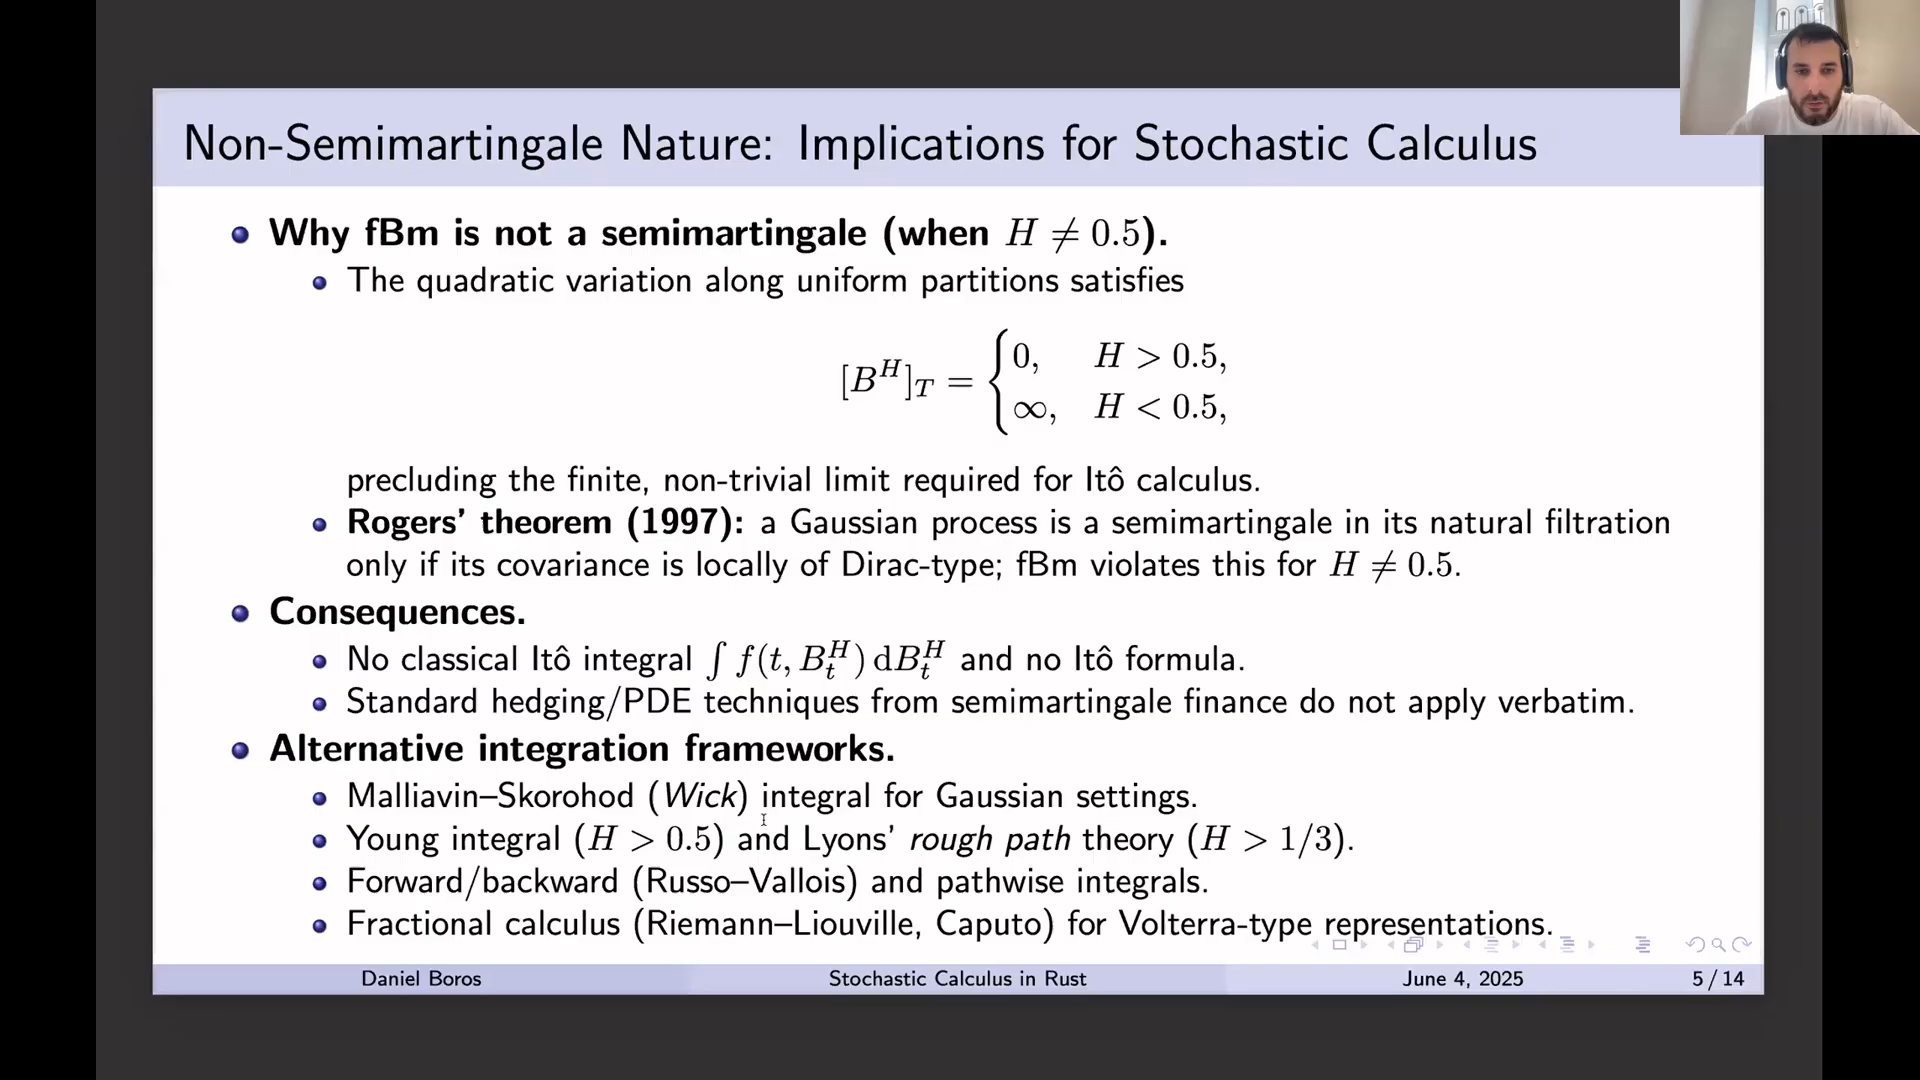 Non-Semimartingale Nature: Implications for Stochastic Calculus
Why fBm is not a semimartingale (when H ≠ 0.5).
The quadratic variation along uniform partitions satisfies
[B^H]_T = { 0, H > 0.5,
∞, H < 0.5,
precluding the finite, non-trivial limit required for Itô calculus.
Rogers’ theorem (1997): a Gaussian process is a semimartingale in its natural filtration
only if its covariance is locally of Dirac-type; fBm violates this for H ≠ 0.5.
Consequences.
No classical Itô integral ∫ f(t, B_t^H) dB_t^H and no Itô formula.
Standard hedging/PDE techniques from semimartingale finance do not apply verbatim.
Alternative integration frameworks.
Malliavin–Skorohod (Wick) integral for Gaussian settings.
Young integral (H > 0.5) and Lyons’ rough path theory (H > 1/3).
Forward/backward (Russo–Vallois) and pathwise integrals.
Fractional calculus (Riemann–Liouville, Caputo) for Volterra-type representations.
Daniel Boros Stochastic Calculus in Rust June 4, 2025 5 / 14